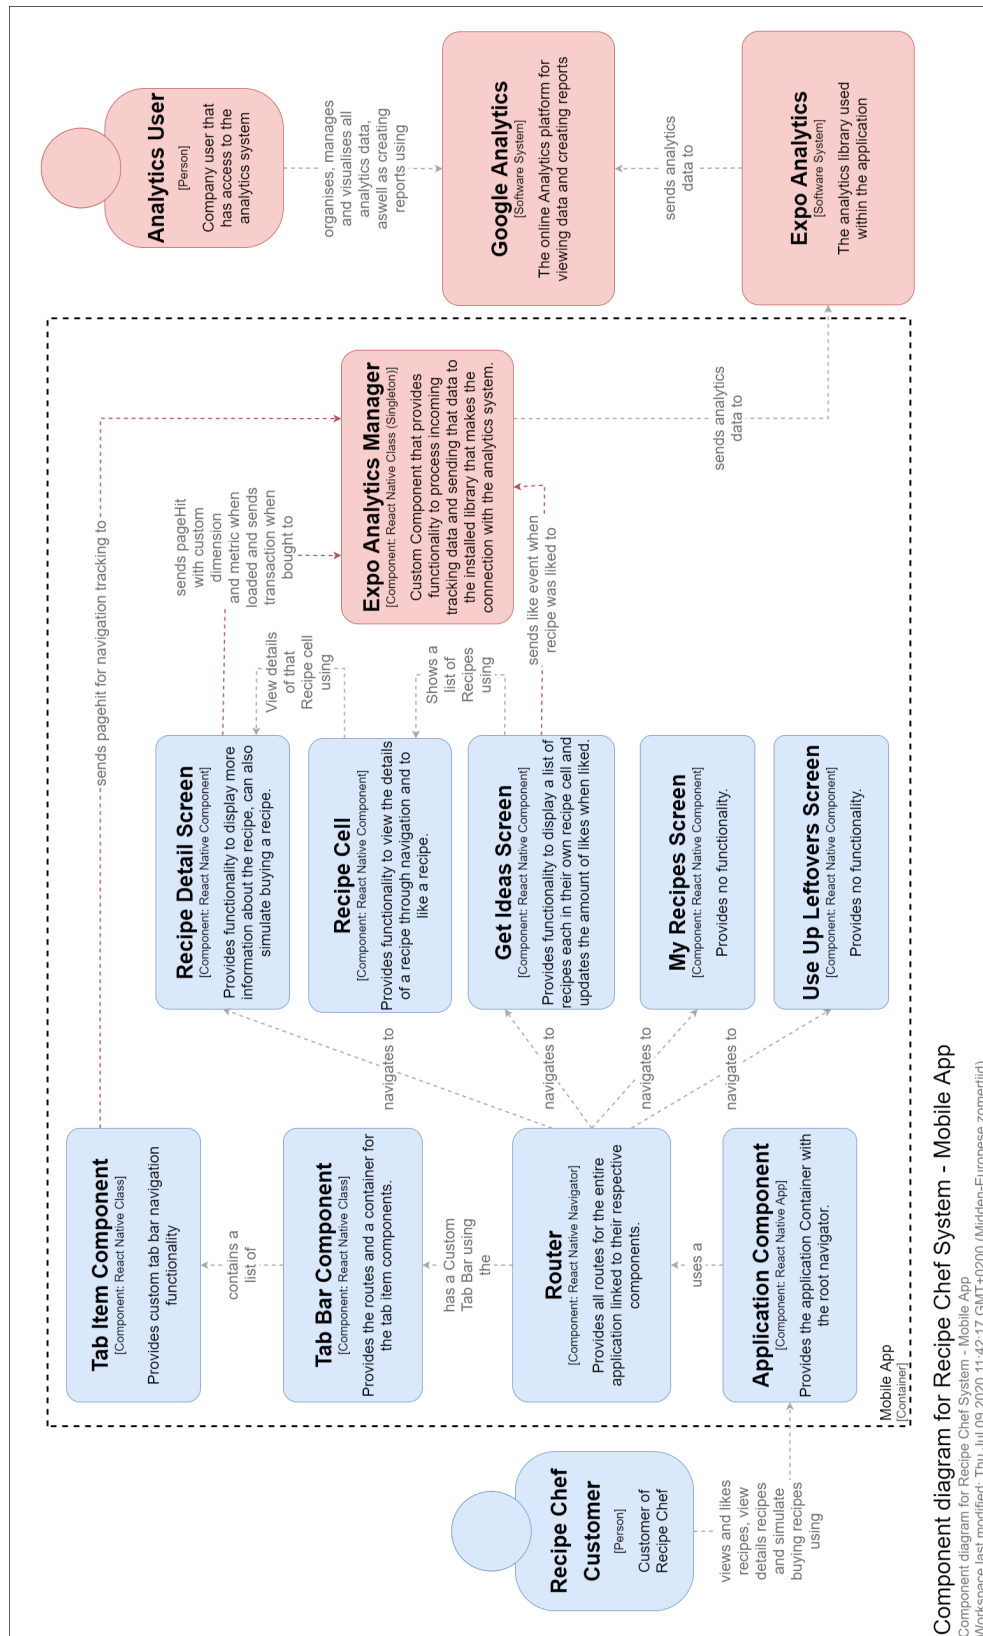 Analytics User
[Person]
Company user that
has access to the
analytics system
organises, manages
and visualises all
analytics data,
aswell as creating
reports using
Google Analytics
[Software System]
The online Analytics platform for
viewing data and creating reports
sends analytics
data to
Expo Analytics
[Software System]
The analytics library used
within the application
sends pagehit for navigation tracking to
sends pageHit
with custom
dimension
and metric when
loaded and sends
transaction when
bought to
Expo Analytics Manager
[Component: React Native Class (Singleton)]
Custom Component that provides
functionality to process incoming
tracking data and sending that data to
the installed library that makes the
connection with the analytics system.
sends analytics
data to
View details
of that
Recipe cell
using
Shows a
list of
Recipes
using
sends like event when
recipe was liked to
Recipe Detail Screen
[Component: React Native Component]
Provides functionality to display more
information about the recipe, can also
simulate buying a recipe.
Recipe Cell
[Component: React Native Component]
Provides functionality to view the details
of a recipe through navigation and to
like a recipe.
Get Ideas Screen
[Component: React Native Component]
Provides functionality to display a list of
recipes each in their own recipe cell and
updates the amount of likes when liked.
My Recipes Screen
[Component: React Native Component]
Provides no functionality.
Use Up Leftovers Screen
[Component: React Native Component]
Provides no functionality.
navigates to
navigates to
navigates to
navigates to
Tab Item Component
[Component: React Native Class]
Provides custom tab bar navigation
functionality
contains a
list of
Tab Bar Component
[Component: React Native Class]
Provides the routes and a container for
the tab item components.
has a Custom
Tab Bar using
the
Router
[Component: React Native Navigator]
Provides all routes for the entire
application linked to their respective
components.
uses a
Application Component
[Component: React Native App]
Provides the application Container with
the root navigator.
Mobile App
[Container]
Recipe Chef
Customer
[Person]
Customer of
Recipe Chef
views and likes
recipes, view
details recipes
and simulate
buying recipes
using
Component diagram for Recipe Chef System - Mobile App
Component diagram for Recipe Chef System - Mobile App
Workspace last modified: Thu Jul 09 2020 11:42:17 GMT+0200 (Midden-Europese zomertijd)